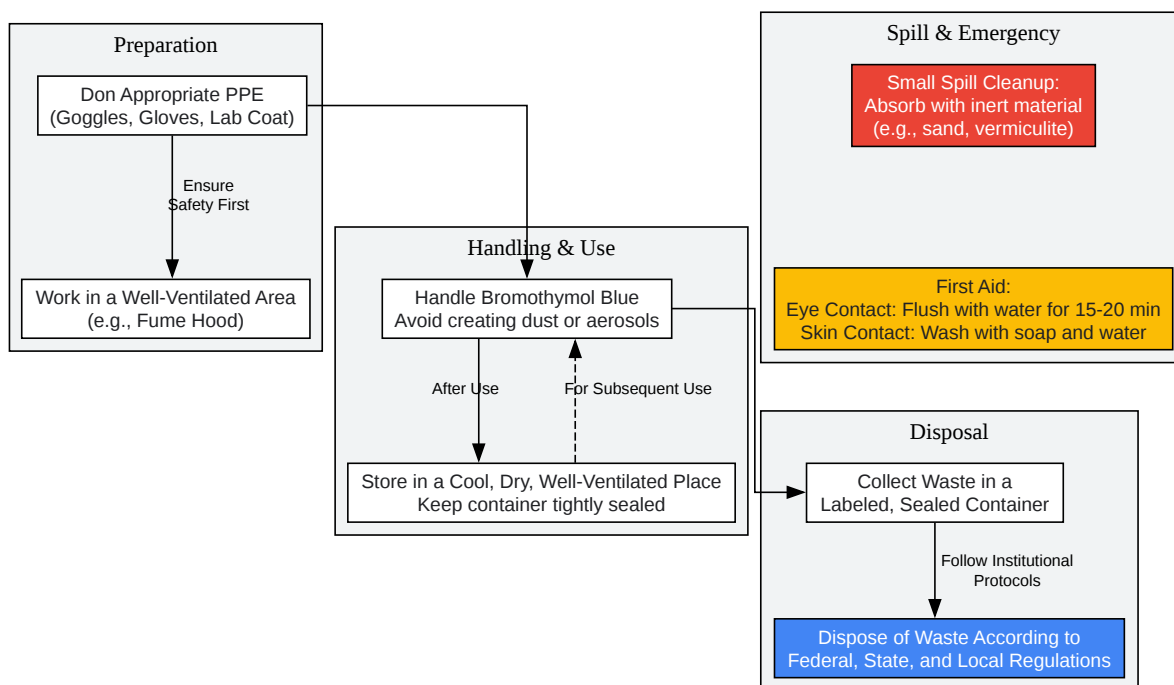 Preparation
Don Appropriate PPE
(Goggles, Gloves, Lab Coat)
Ensure
Safety First
Work in a Well-Ventilated Area
(e.g., Fume Hood)
Handling & Use
Handle Bromothymol Blue
Avoid creating dust or aerosols
After Use
For Subsequent Use
Store in a Cool, Dry, Well-Ventilated Place
Keep container tightly sealed
Spill & Emergency
Small Spill Cleanup:
Absorb with inert material
(e.g., sand, vermiculite)
First Aid:
Eye Contact: Flush with water for 15-20 min
Skin Contact: Wash with soap and water
Disposal
Collect Waste in a
Labeled, Sealed Container
Follow Institutional
Protocols
Dispose of Waste According to
Federal, State, and Local Regulations